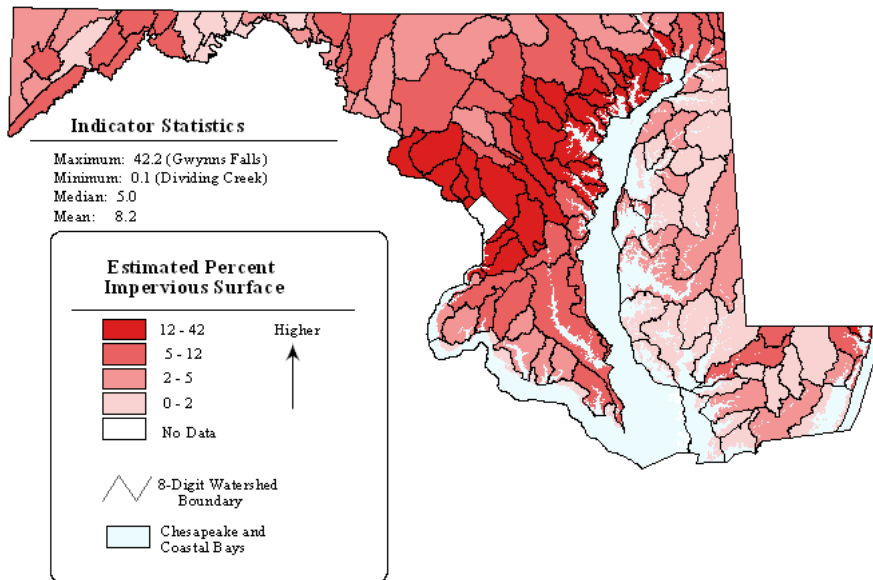 Indicator Statistics
Maximum: 42.2 (Gwynns Falls)
Minimum: 0.1 (Dividing Creek)
Median: 5.0
Mean: 8.2
Estimated Percent
Impervious Surface
12 - 42
5 - 12
2 - 5
0 - 2
No Data
Higher
8-Digit Watershed
Boundary
Chesapeake and
Coastal Bays